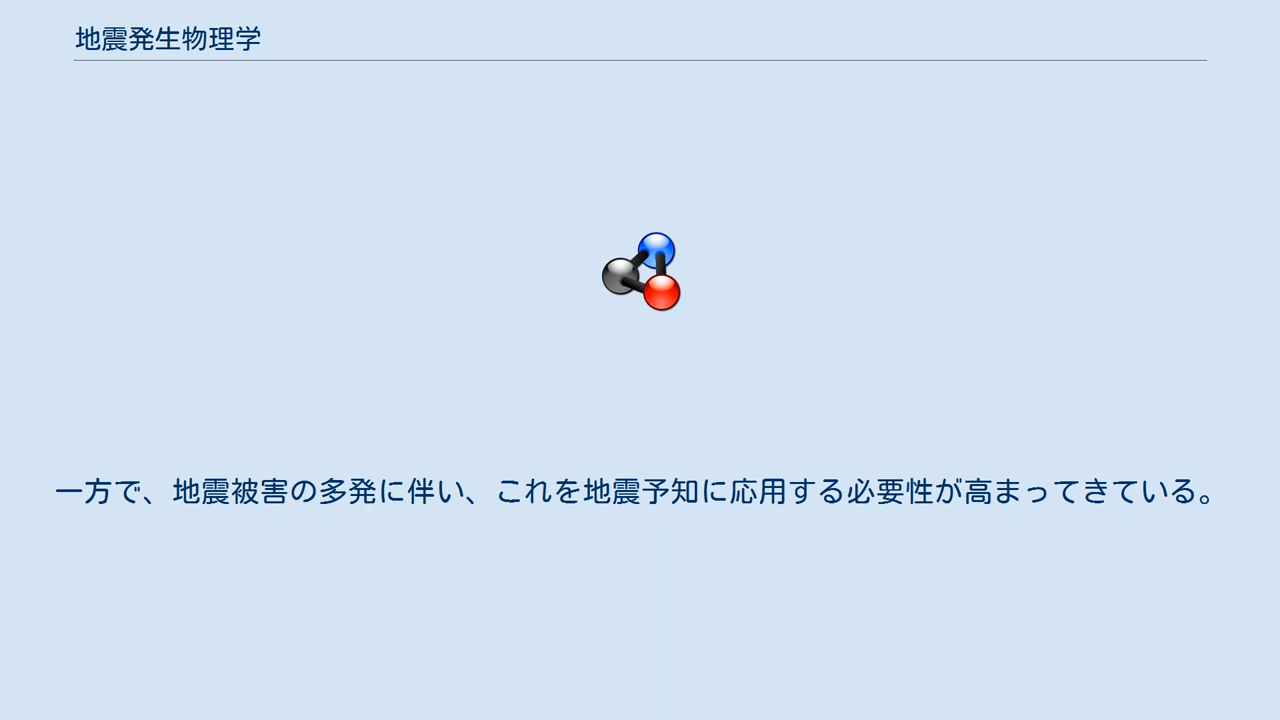 地震発生物理学
一方で、地震被害の多発に伴い、これを地震予知に応用する必要性が高まってきている。